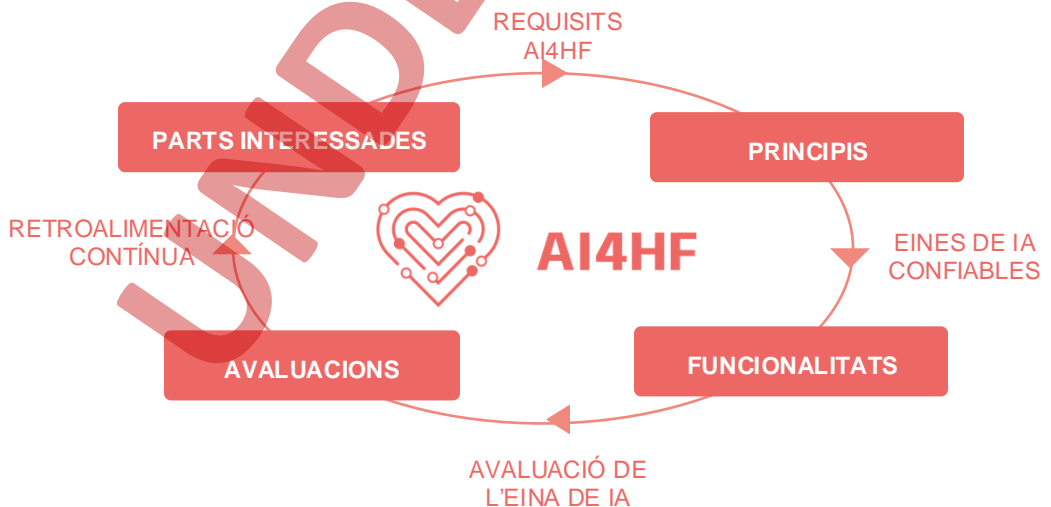 REQUISITS
AI4HF
PARTS INTERESSADES
PRINCIPIS
RETROALIMENTACIÓ
CONTÍNUA
AI4HF
EINES DE IA
CONFIABLES
AVALUACIONS
FUNCIONALITATS
AVALUACIÓ DE
L'EINA DE IA
UND